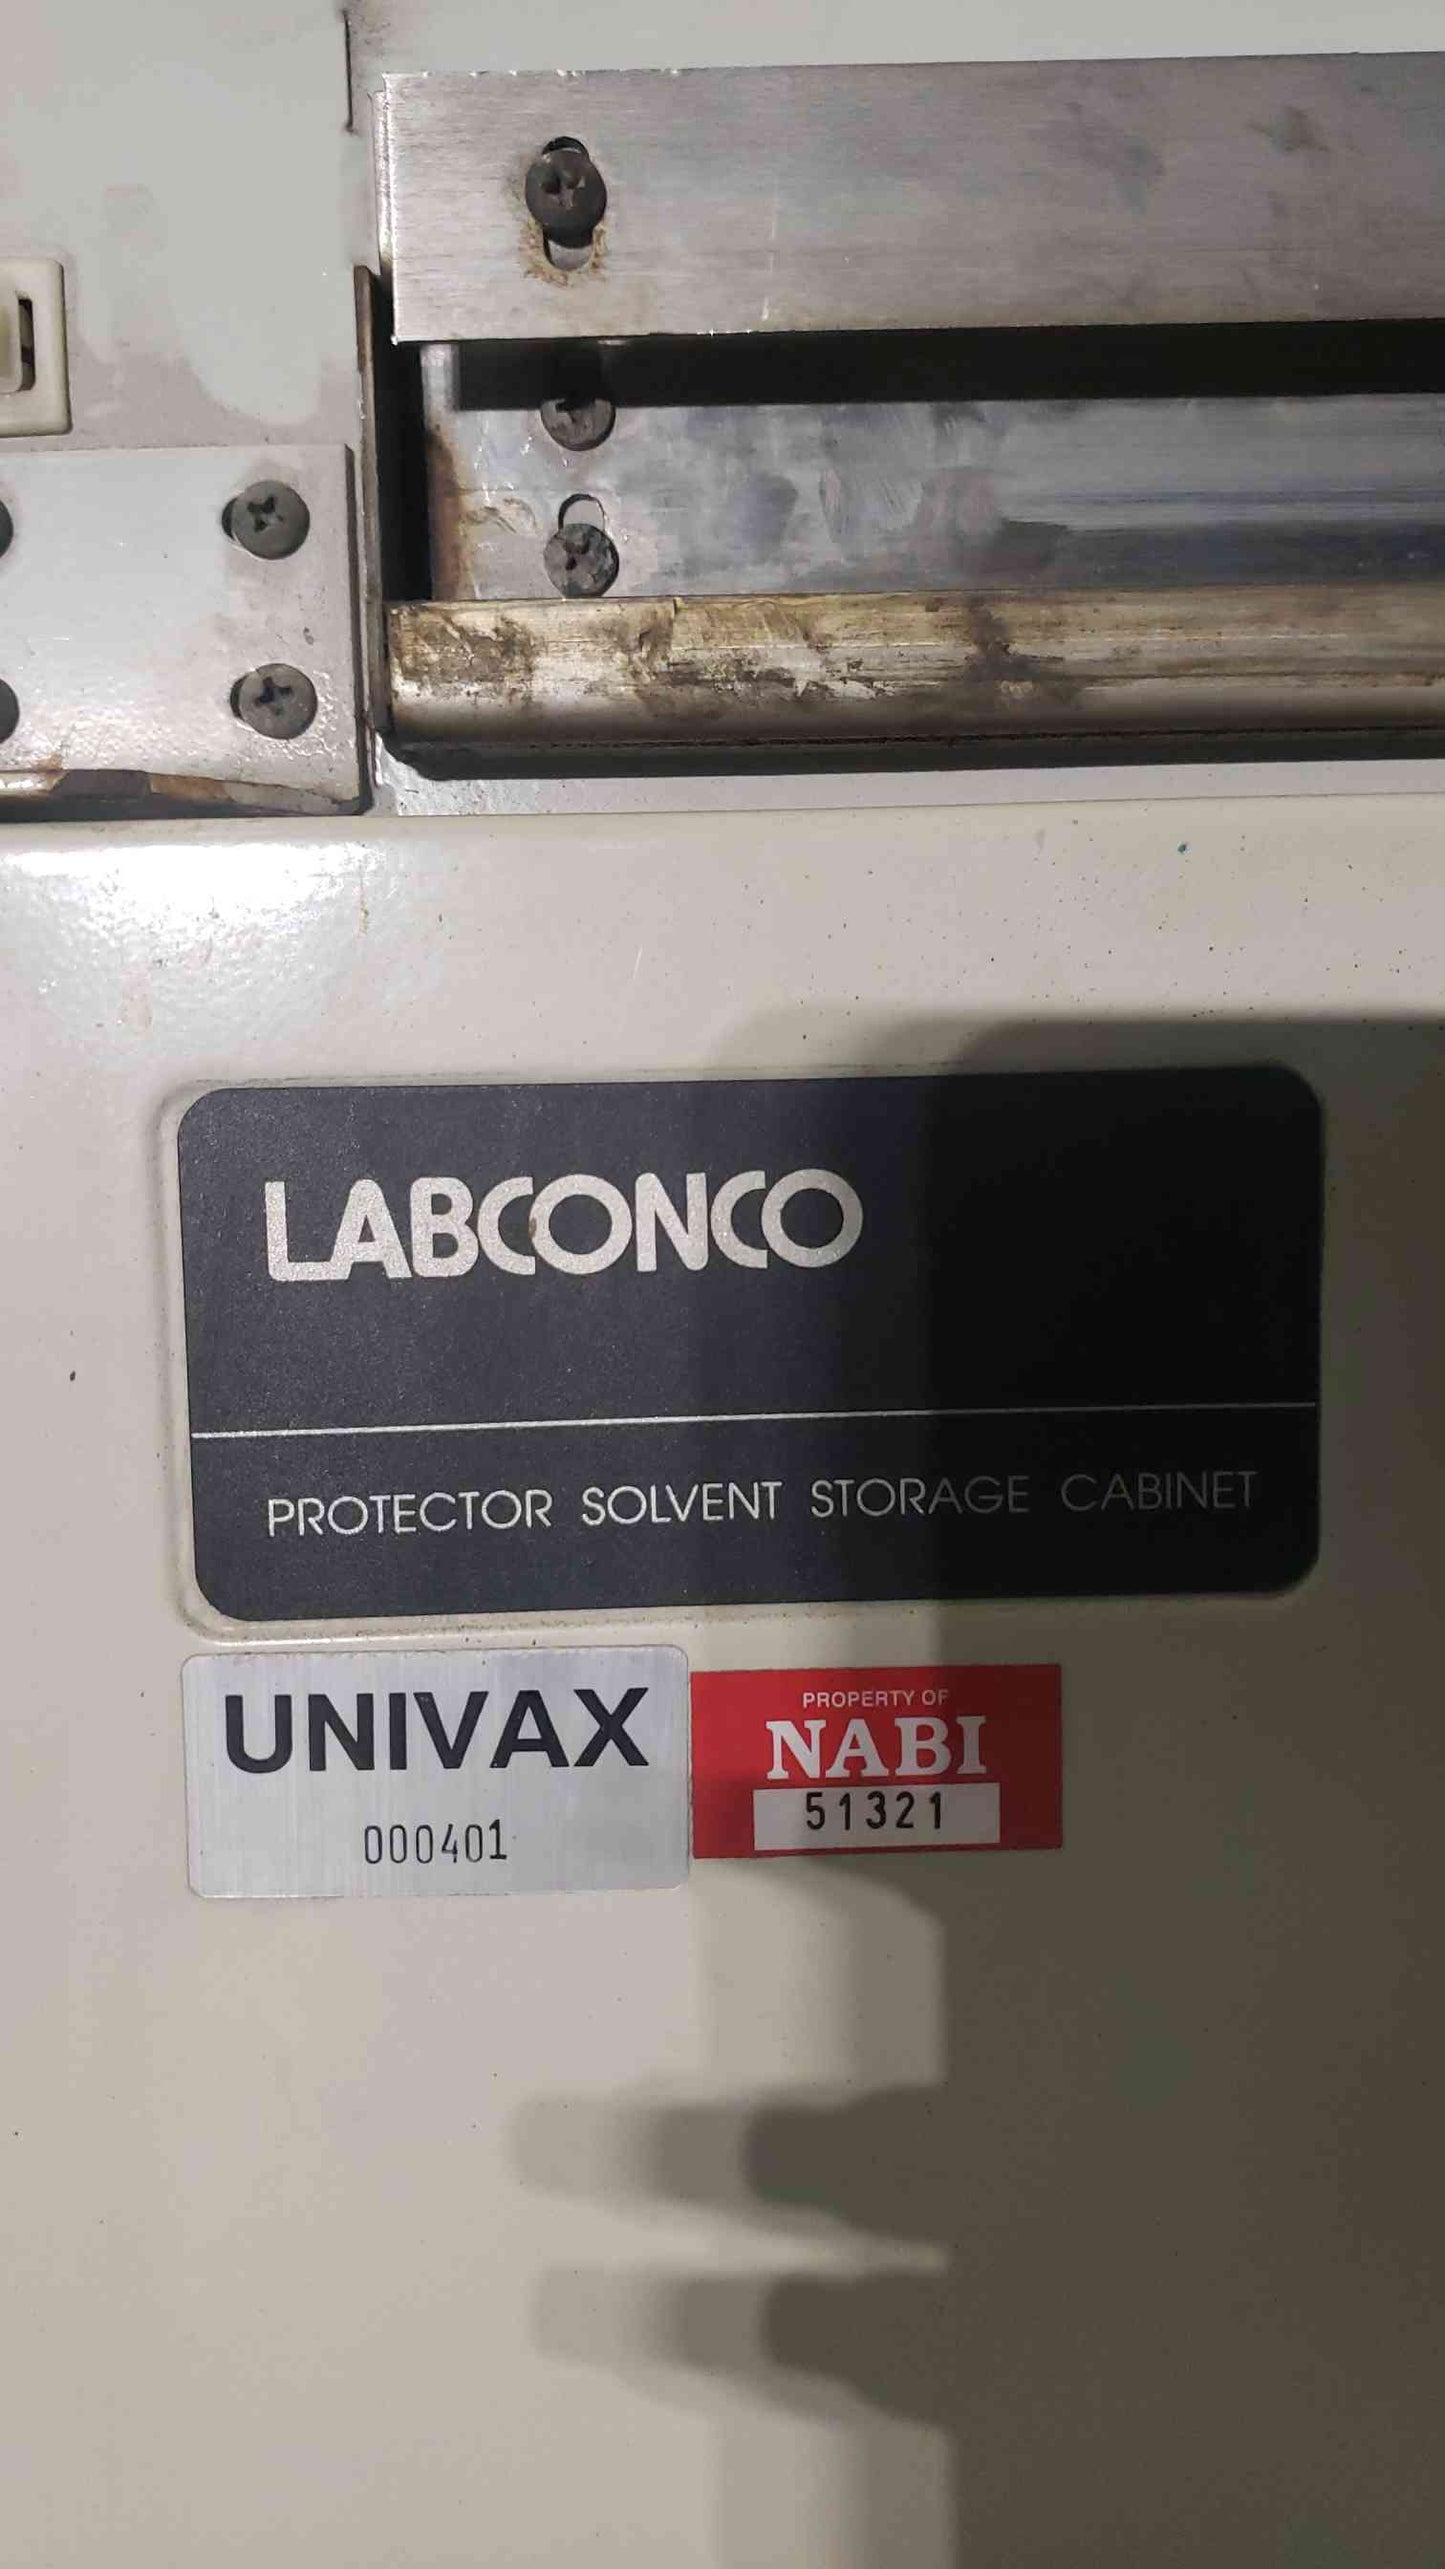 LABCONCO
PROTECTOR SOLVENT STORAGE CABINET
UNIVAX
000401
PROPERTY OF
NABI
51321